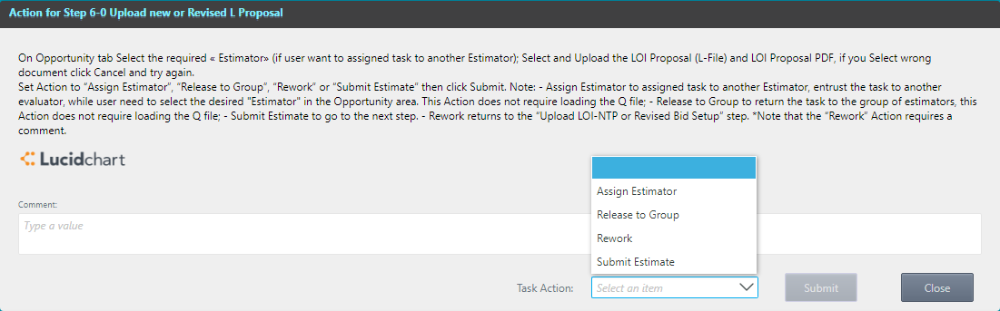 Action for Step 6-0 Upload new or Revised L Proposal
On Opportunity tab Select the required « Estimator» (if user want to assigned task to another Estimator); Select and Upload the LOI Proposal (L-File) and LOI Proposal PDF, if you Select wrong
document click Cancel and try again.
Set Action to "Assign Estimator", "Release to Group", "Rework" or "Submit Estimate" then click Submit. Note: - Assign Estimator to assigned task to another Estimator, entrust the task to another
evaluator, while user need to select the desired "Estimator" in the Opportunity area. This Action does not require loading the Q file; - Release to Group to return the task to the group of estimators, this
Action does not require loading the Q file; - Submit Estimate to go to the next step. - Rework returns to the "Upload LOI-NTP or Revised Bid Setup" step. *Note that the "Rework" Action requires a
comment.
Lucidchart
Comment:
Type a value
Assign Estimator
Release to Group
Rework
Submit Estimate
Task Action: Select an item Submit Close